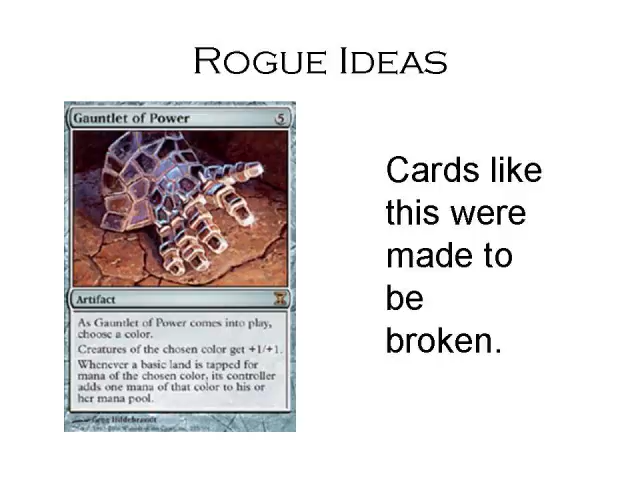 ROGUE IDEAS
Gauntlet of Power 5
Artifact
As Gauntlet of Power comes into play,
choose a color.
Creatures of the chosen color get +1/+1.
Whenever a basic land is tapped for
mana of the chosen color, its controller
adds one mana of that color to his or
her mana pool.
Greg Hildebrandt
Cards like
this were
made to
be
broken.